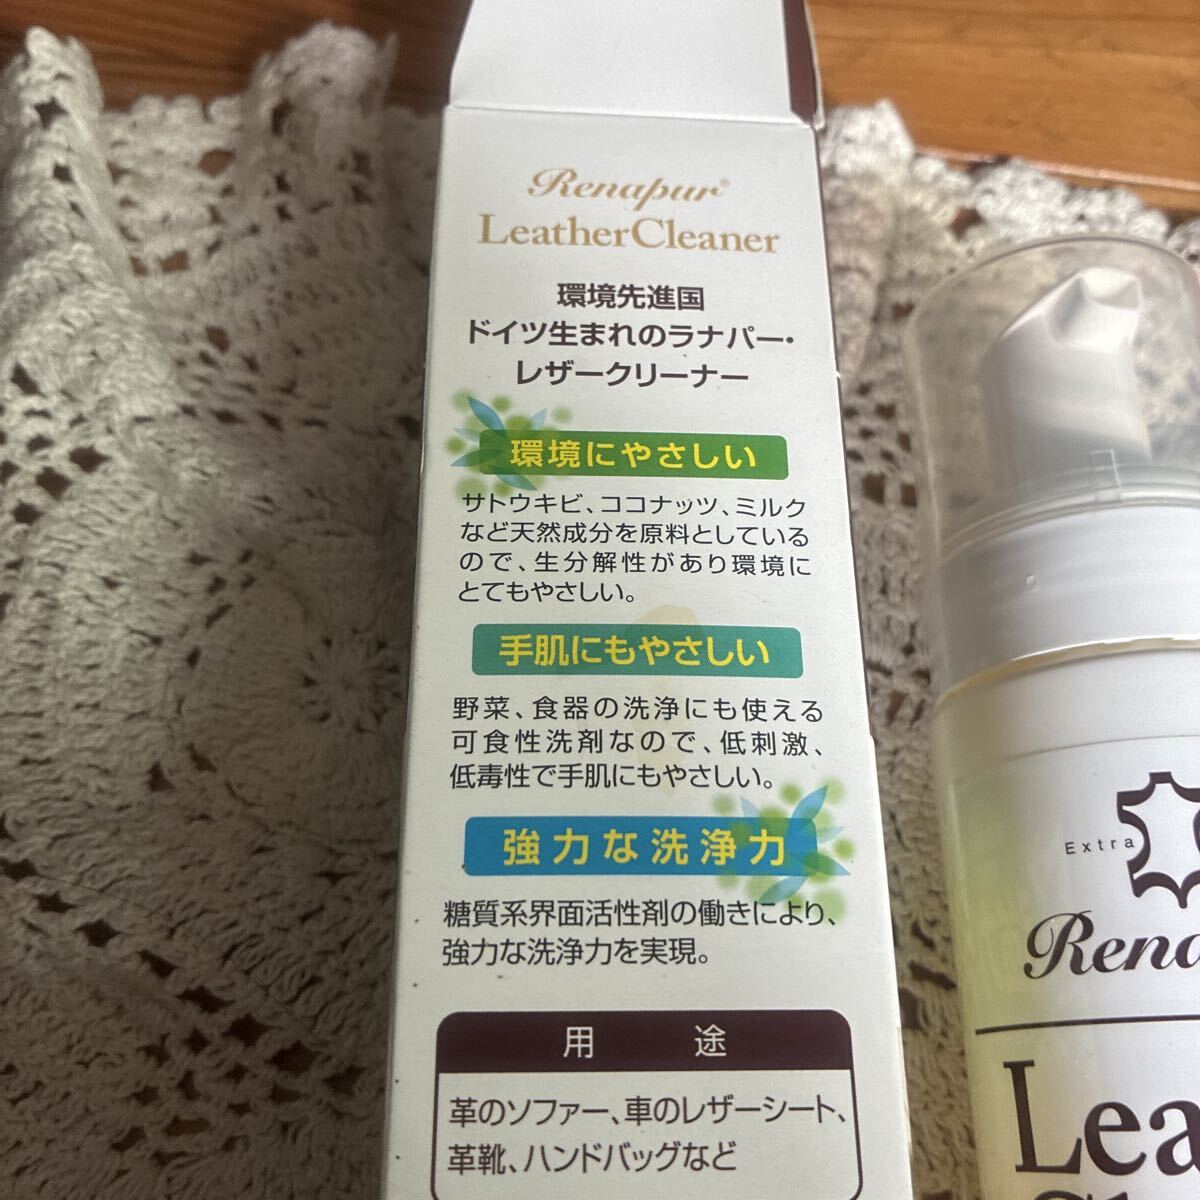 Renapur®
LeatherCleaner
環境先進国
ドイツ生まれのラナパー・
レザークリーナー
環境にやさしい
サトウキビ、ココナッツ、ミルク
など天然成分を原料としている
ので、生分解性があり環境に
とてもやさしい。
手肌にもやさしい
野菜、食器の洗浄にも使える
可食性洗剤なので、低刺激、
低毒性で手肌にもやさしい。
強力な洗浄力
糖質系界面活性剤の働きにより、
強力な洗浄力を実現。
用途
革のソファー、車のレザーシート、
革靴、ハンドバッグなど
Extra
Rena
Lea